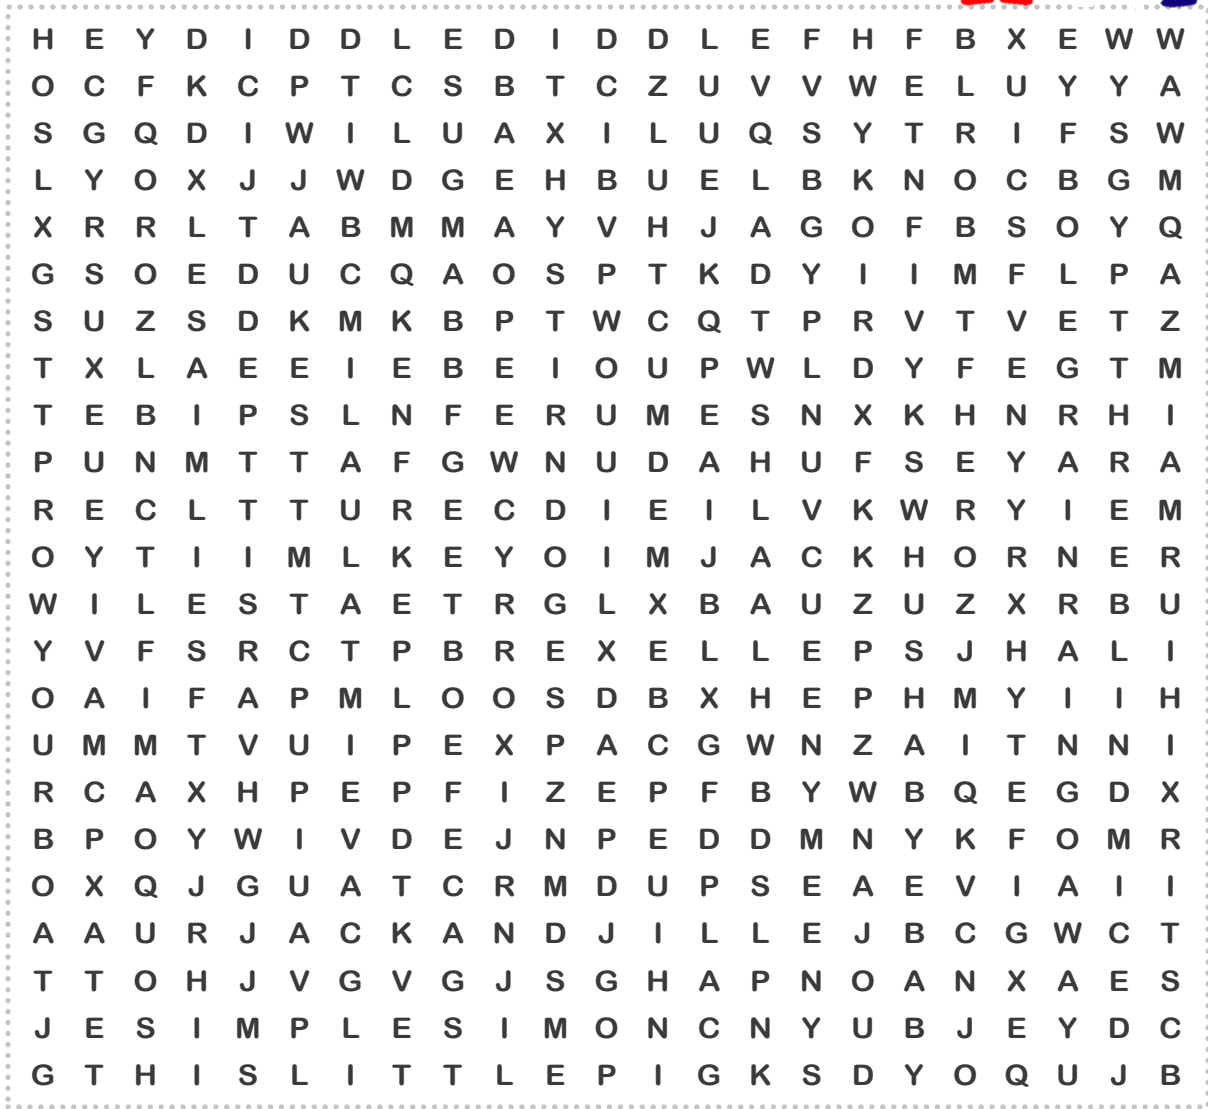 H E Y D I D D L E D I D D L E F H F B X E W W
O C F K C P T C S B T C Z U V V W E L U Y Y A
S G Q D I W I L U A X I L U Q S Y T R I F S W
L Y O X J J W D G E H B U E L B K N O C B G M
X R R L T A B M M A Y V H J A G O F B S O Y Q
G S O E D U C Q A O S P T K D Y I I M F L P A
S U Z S D K M K B P T W C Q T P R V T V E T Z
T X L A E E I E B E I O U P W L D Y F E G T M
T E B I P S L N F E R U M E S N X K H N R H I
P U N M T T A F G W N U D A H U F S E Y A R A
R E C L T T U R E C D I E I L V K W R Y I E M
O Y T I I M L K E Y O I M J A C K H O R N E R
W I L E S T A E T R G L X B A U Z U Z X R B U
Y V F S R C T P B R E X E L L E P S J H A L I
O A I F A P M L O O S D B X H E P H M Y I I H
U M M T V U I P E X P A C G W N Z A I T N N I
R C A X H P E P F I Z E P F B Y W B Q E G D X
B P O Y W I V D E J N P E D D M N Y K F O M R
O X Q J G U A T C R M D U P S E A E V I A I I
A A U R J A C K A N D J I L L E J B C G W C T
T T O H J V G V G J S G H A P N O A N X A E S
J E S I M P L E S I M O N C N Y U B J E Y D C
G T H I S L I T T L E P I G K S D Y O Q U J B